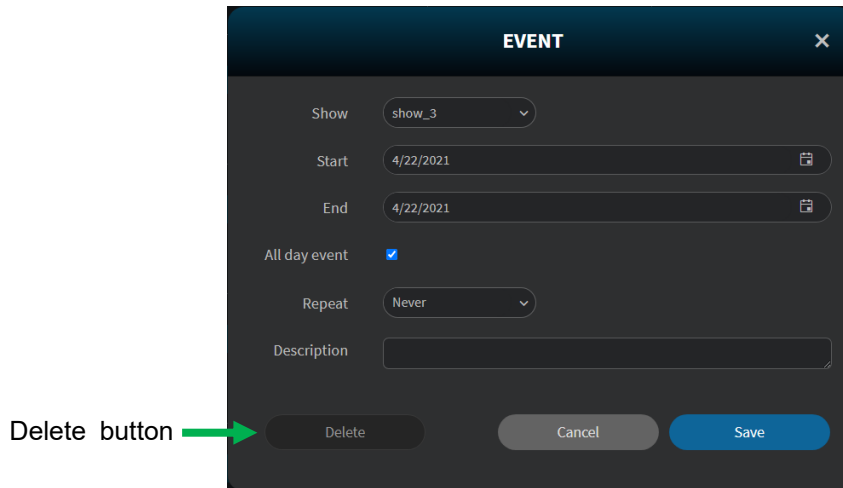 EVENT ×
Show show_3
Start 4/22/2021
End 4/22/2021
All day event
Repeat Never
Description
Delete button
Delete Cancel Save